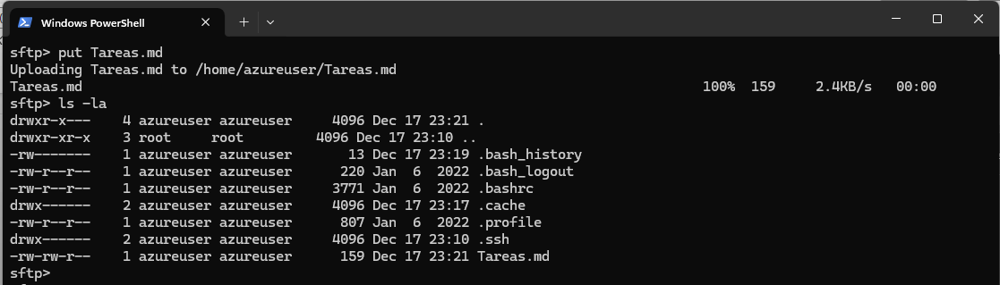 Windows PowerShell
sftp> put Tareas.md
Uploading Tareas.md to /home/azureuser/Tareas.md
Tareas.md 100% 159 2.4KB/s 00:00
sftp> ls -la
drwxr-x--- 4 azureuser azureuser 4096 Dec 17 23:21 .
drwxr-xr-x 3 root root 4096 Dec 17 23:10 ..
-rw------- 1 azureuser azureuser 13 Dec 17 23:19 .bash_history
-rw-r--r-- 1 azureuser azureuser 220 Jan 6 2022 .bash_logout
-rw-r--r-- 1 azureuser azureuser 3771 Jan 6 2022 .bashrc
drwx------ 2 azureuser azureuser 4096 Dec 17 23:17 .cache
-rw-r--r-- 1 azureuser azureuser 807 Jan 6 2022 .profile
drwx------ 2 azureuser azureuser 4096 Dec 17 23:10 .ssh
-rw-rw-r-- 1 azureuser azureuser 159 Dec 17 23:21 Tareas.md
sftp>